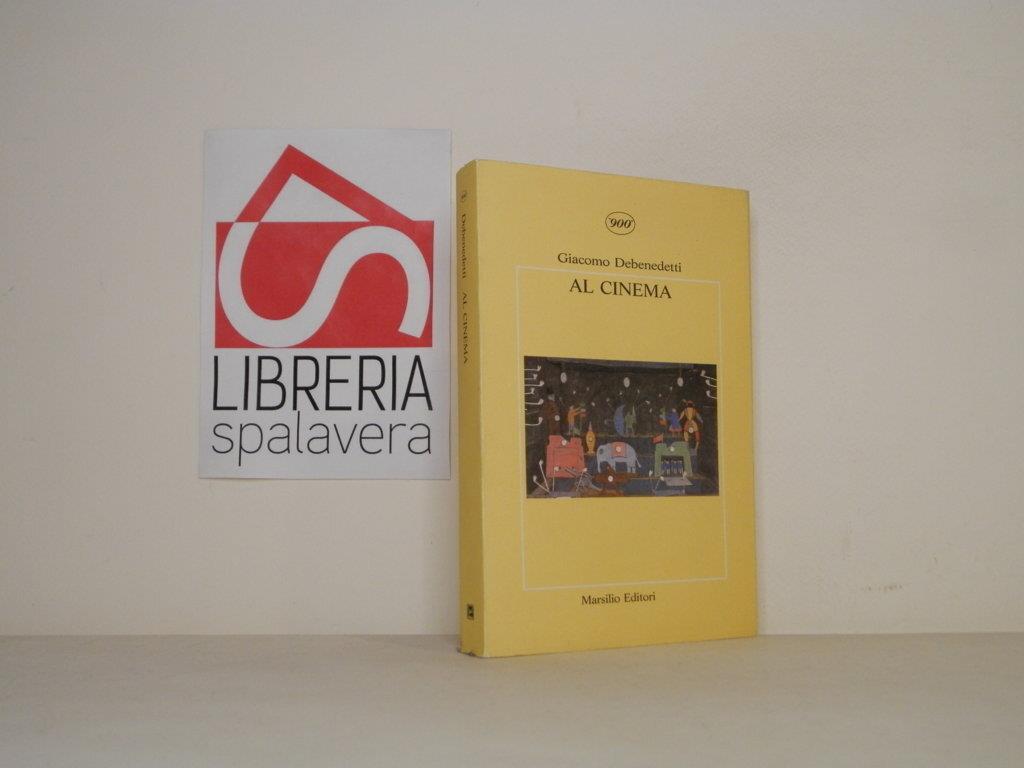 LIBRERIA
spalavera
Debenedetti AL CINEMA
'900'
Giacomo Debenedetti
AL CINEMA
Marsilio Editori